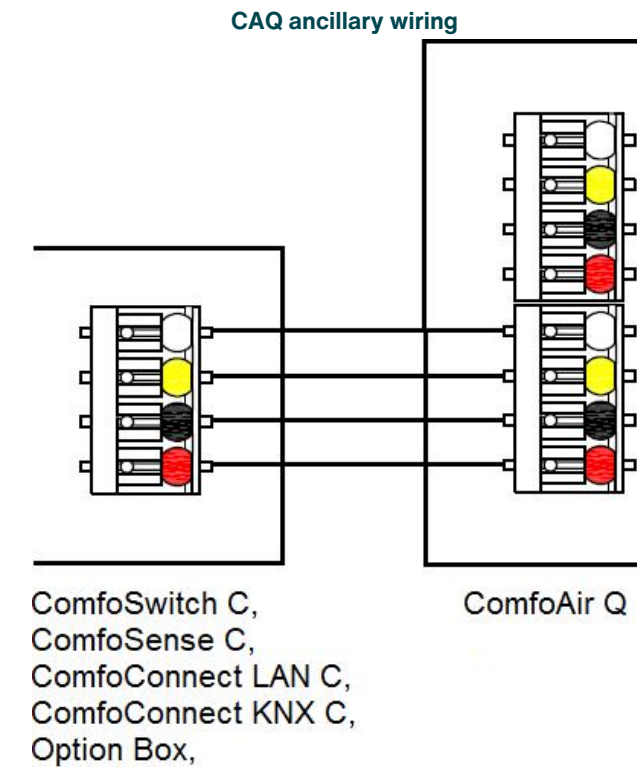 CAQ ancillary wiring
ComfoSwitch C,
ComfoSense C,
ComfoConnect LAN C,
ComfoConnect KNX C,
Option Box,
ComfoAir Q